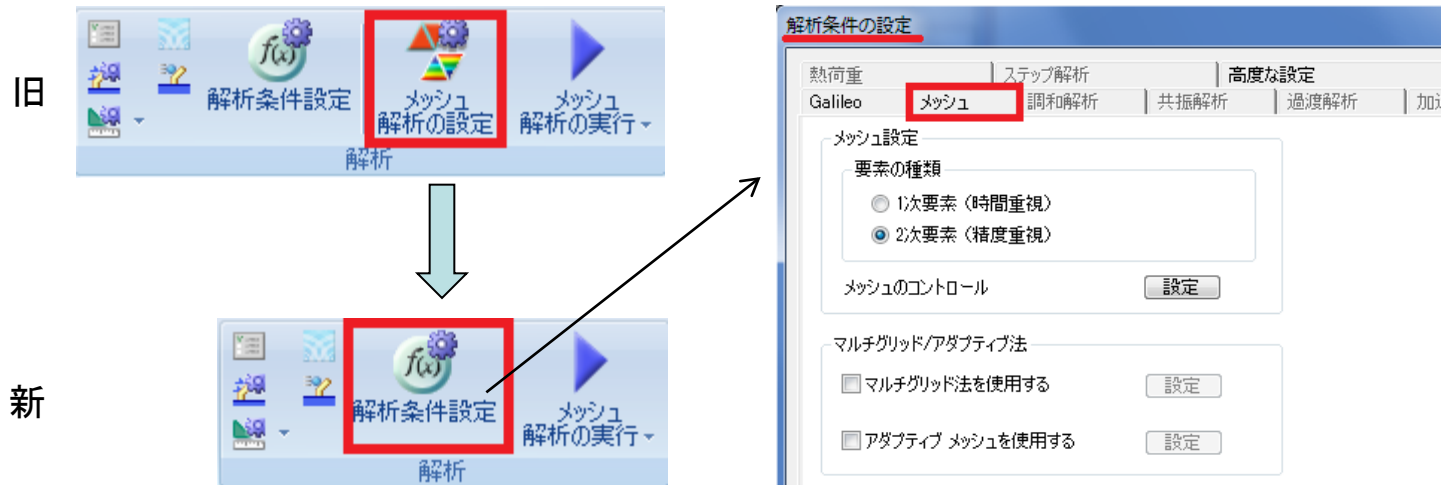 旧
解析条件設定
メッシュ
解析の設定
メッシュ
解析の実行
解析
新
解析条件設定
メッシュ
解析の実行
解析
解析条件の設定
熱荷重
ステップ解析
高度な設定
Galileo
メッシュ
調和解析
共振解析
過渡解析
メッシュ設定
要素の種類
1次要素（時間重視）
2次要素（精度重視）
メッシュのコントロール
設定
マルチグリッド/アダプティブ法
マルチグリッド法を使用する
設定
アダプティブ メッシュを使用する
設定